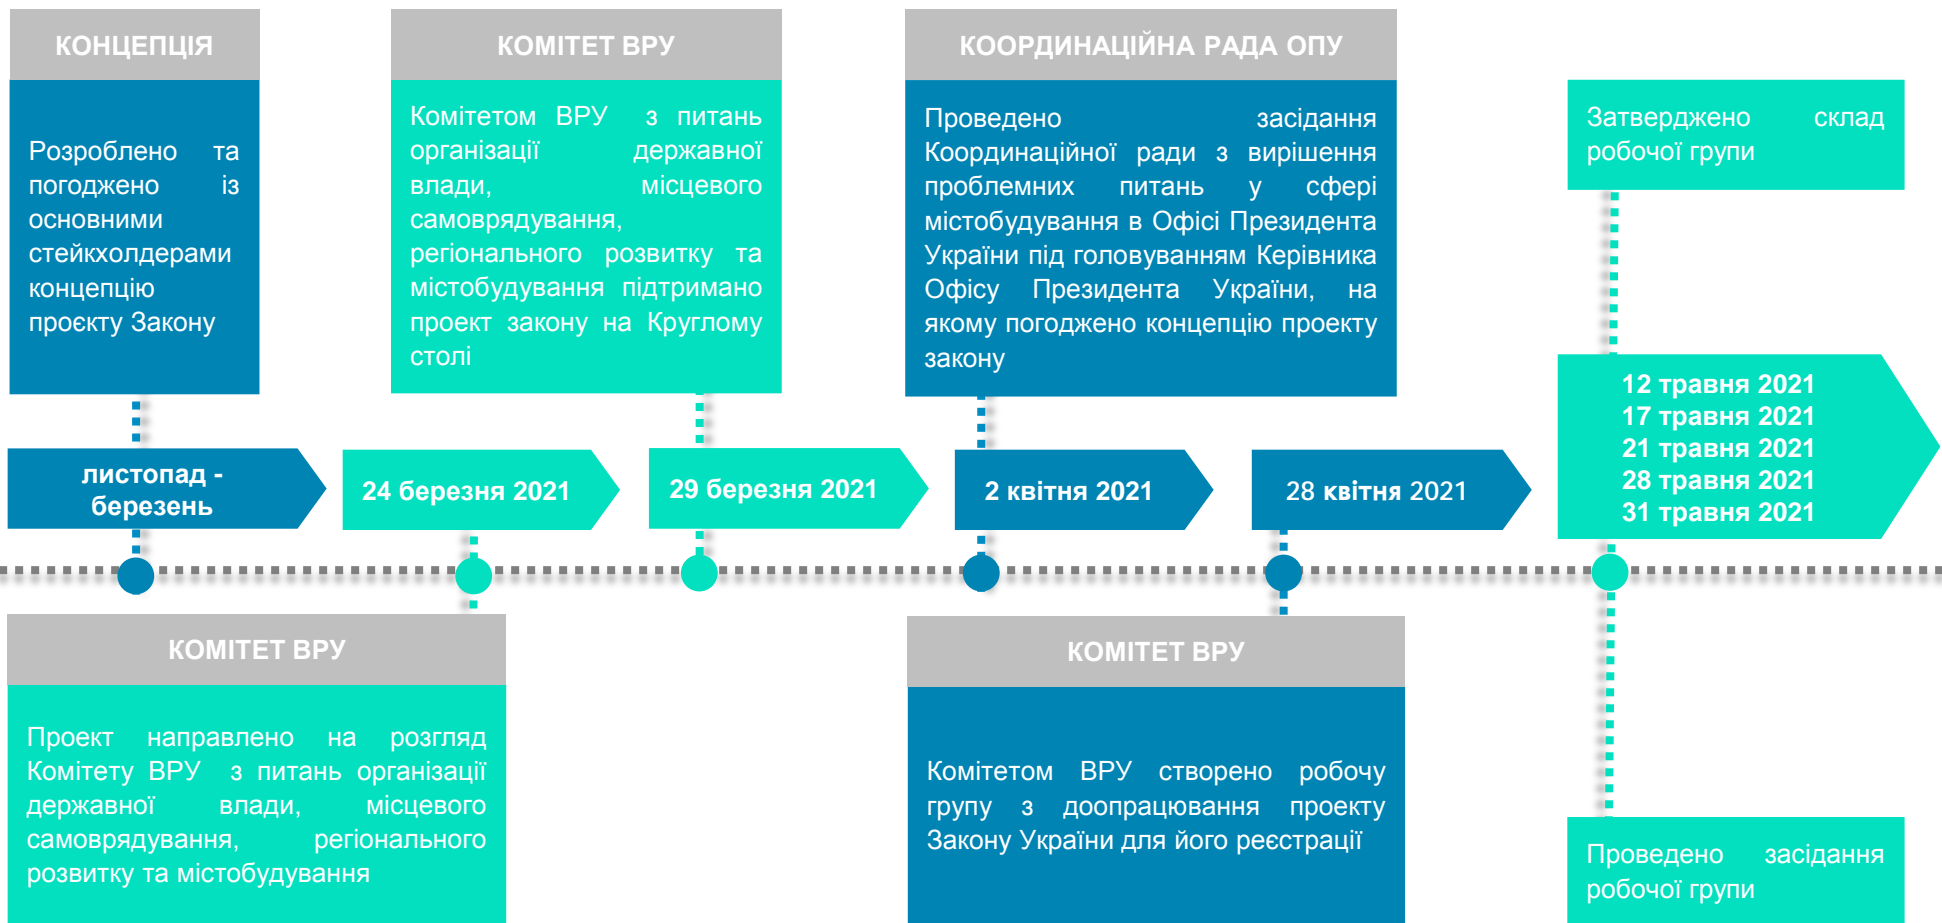 КОНЦЕПЦІЯ
Розроблено та
погоджено із
основними
стейкхолдерами
концепцію
проєкту Закону
КОМІТЕТ ВРУ
Комітетом ВРУ з питань
організації державної
влади, місцевого
самоврядування,
регіонального розвитку та
містобудування підтримано
проект закону на Круглому
столі
КООРДИНАЦІЙНА РАДА ОПУ
Проведено засідання
Координаційної ради з вирішення
проблемних питань у сфері
містобудування в Офісі Президента
України під головуванням Керівника
Офісу Президента України, на
якому погоджено концепцію проекту
закону
Затверджено склад
робочої групи
листопад -
березень
24 березня 2021
29 березня 2021
2 квітня 2021
28 квітня 2021
12 травня 2021
17 травня 2021
21 травня 2021
28 травня 2021
31 травня 2021
КОМІТЕТ ВРУ
Проект направлено на розгляд
Комітету ВРУ з питань організації
державної влади, місцевого
самоврядування, регіонального
розвитку та містобудування
КОМІТЕТ ВРУ
Комітетом ВРУ створено робочу
групу з доопрацювання проекту
Закону України для його реєстрації
Проведено засідання
робочої групи